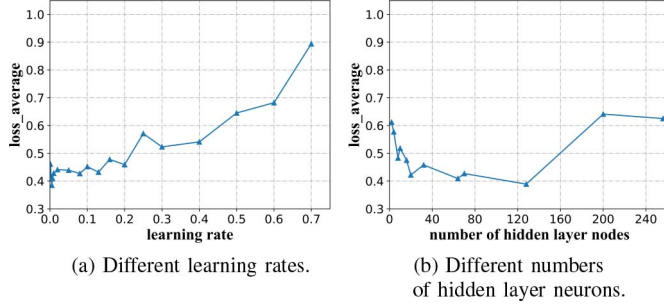 1.0
0.9
0.8
0.7
0.6
0.5
0.4
0.3
loss_average
0.0 0.1 0.2 0.3 0.4 0.5 0.6 0.7
learning rate
(a) Different learning rates.
1.0
0.9
0.8
0.7
0.6
0.5
0.4
0.3
loss_average
0 40 80 120 160 200 240
number of hidden layer nodes
(b) Different numbers
of hidden layer neurons.